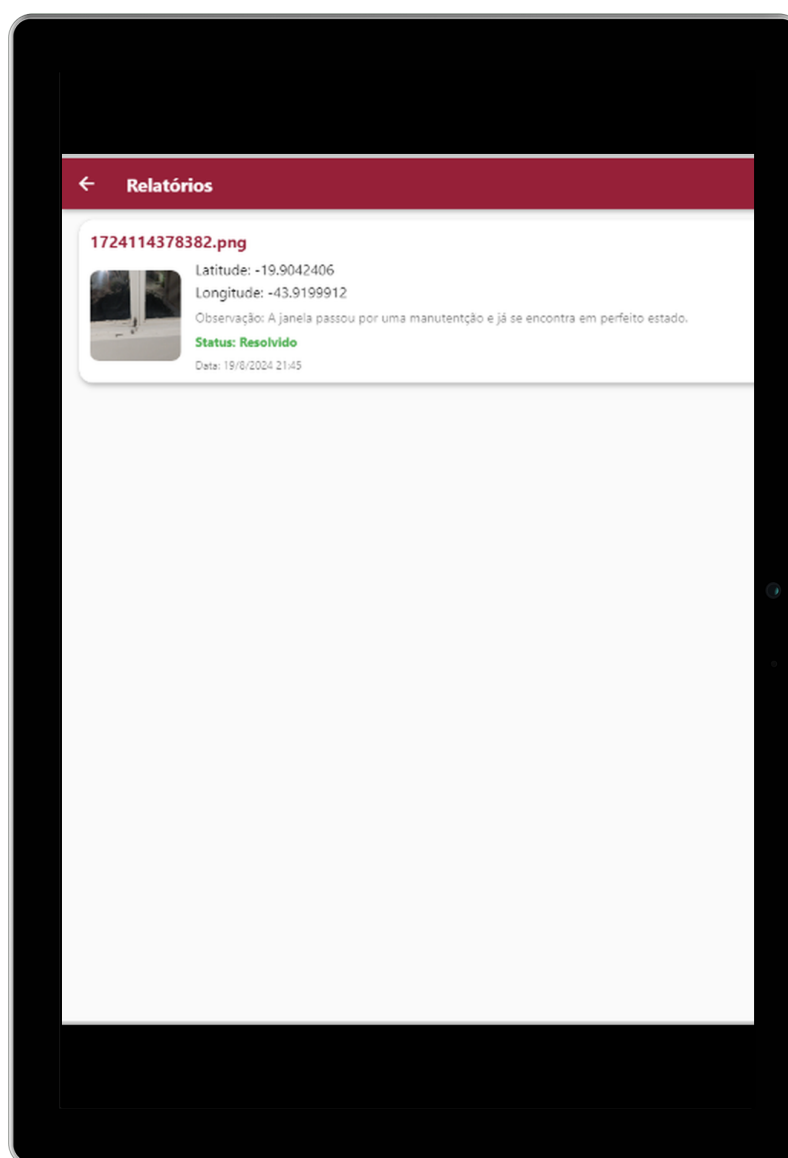 Relatórios
1724114378382.png
Latitude: -19.9042406
Longitude: -43.9199912
Observação: A janela passou por uma manutentção e já se encontra em perfeito estado.
Status: Resolvido
Data: 19/8/2024 21:45